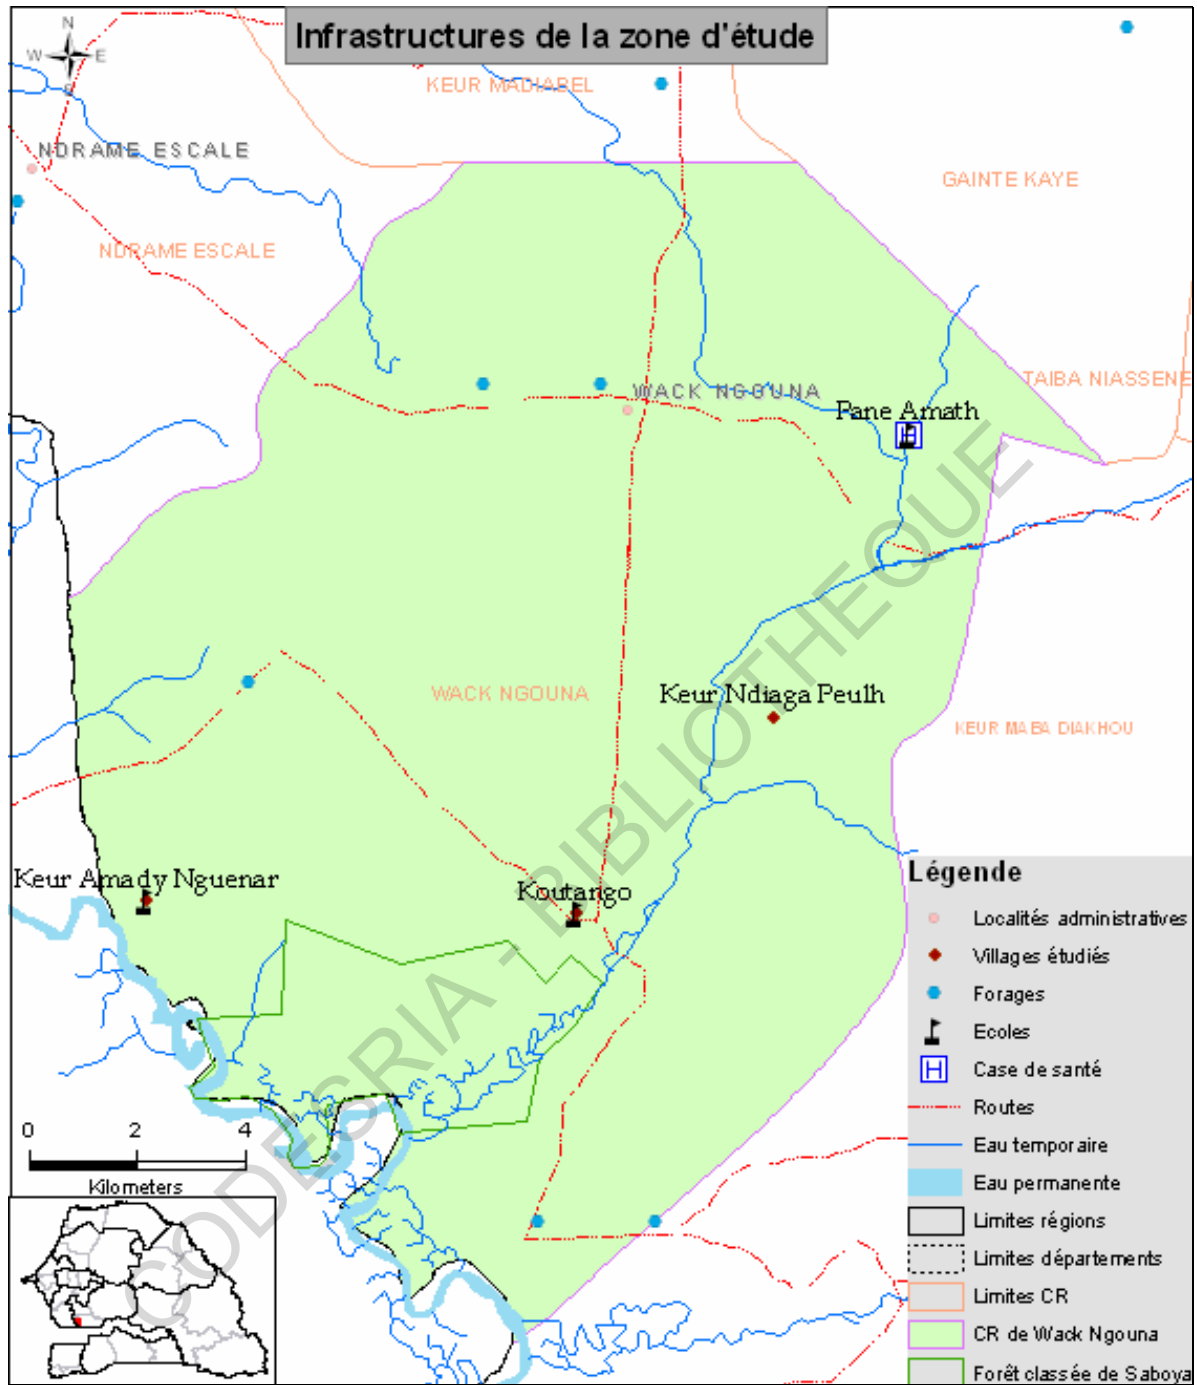 Infrastructures de la zone d'étude
N
W E
S
KEUR MADIABEL
NDRAME ESCALE
GAINTE KAYE
NDRAME ESCALE
TAIBA NIASSENE
WACK NGOUNA
Pane Amath
WACK NGOUNA
Keur Ndiaga Peulh
KEUR MABA DIAKHOU
Keur Amady Nguenar
Koutango
CODESRIA - BIBLIOTHEQUE
Légende
Localités administratives
Villages étudiés
Forages
Ecoles
H Case de santé
Routes
Eau temporaire
Eau permanente
Limites régions
Limites départements
Limites CR
CR de Wack Ngouna
Forêt classée de Saboya
0 2 4
Kilometers
H